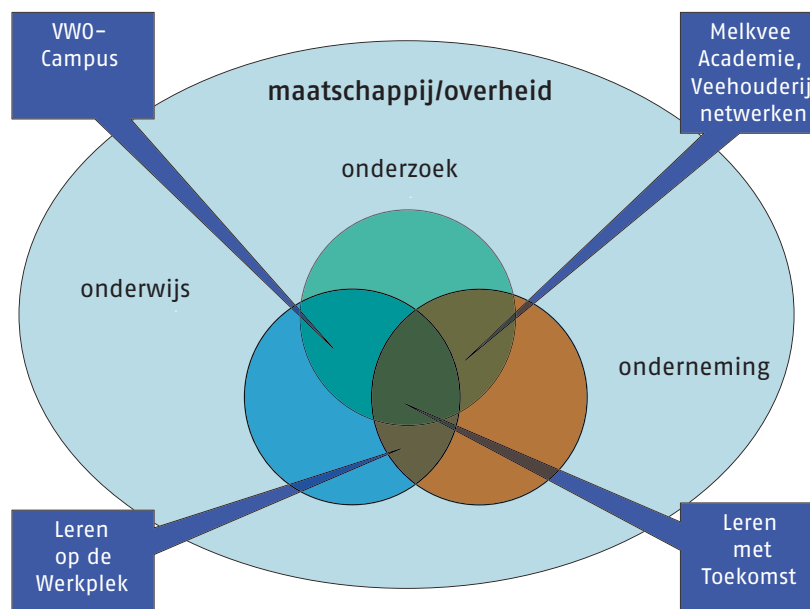 VWO-
Campus
Melkvee
Academie,
Veehouderij
netwerken
maatschappij/overheid
onderzoek
onderwijs
onderneming
Leren
op de
Werkplek
Leren
met
Toekomst